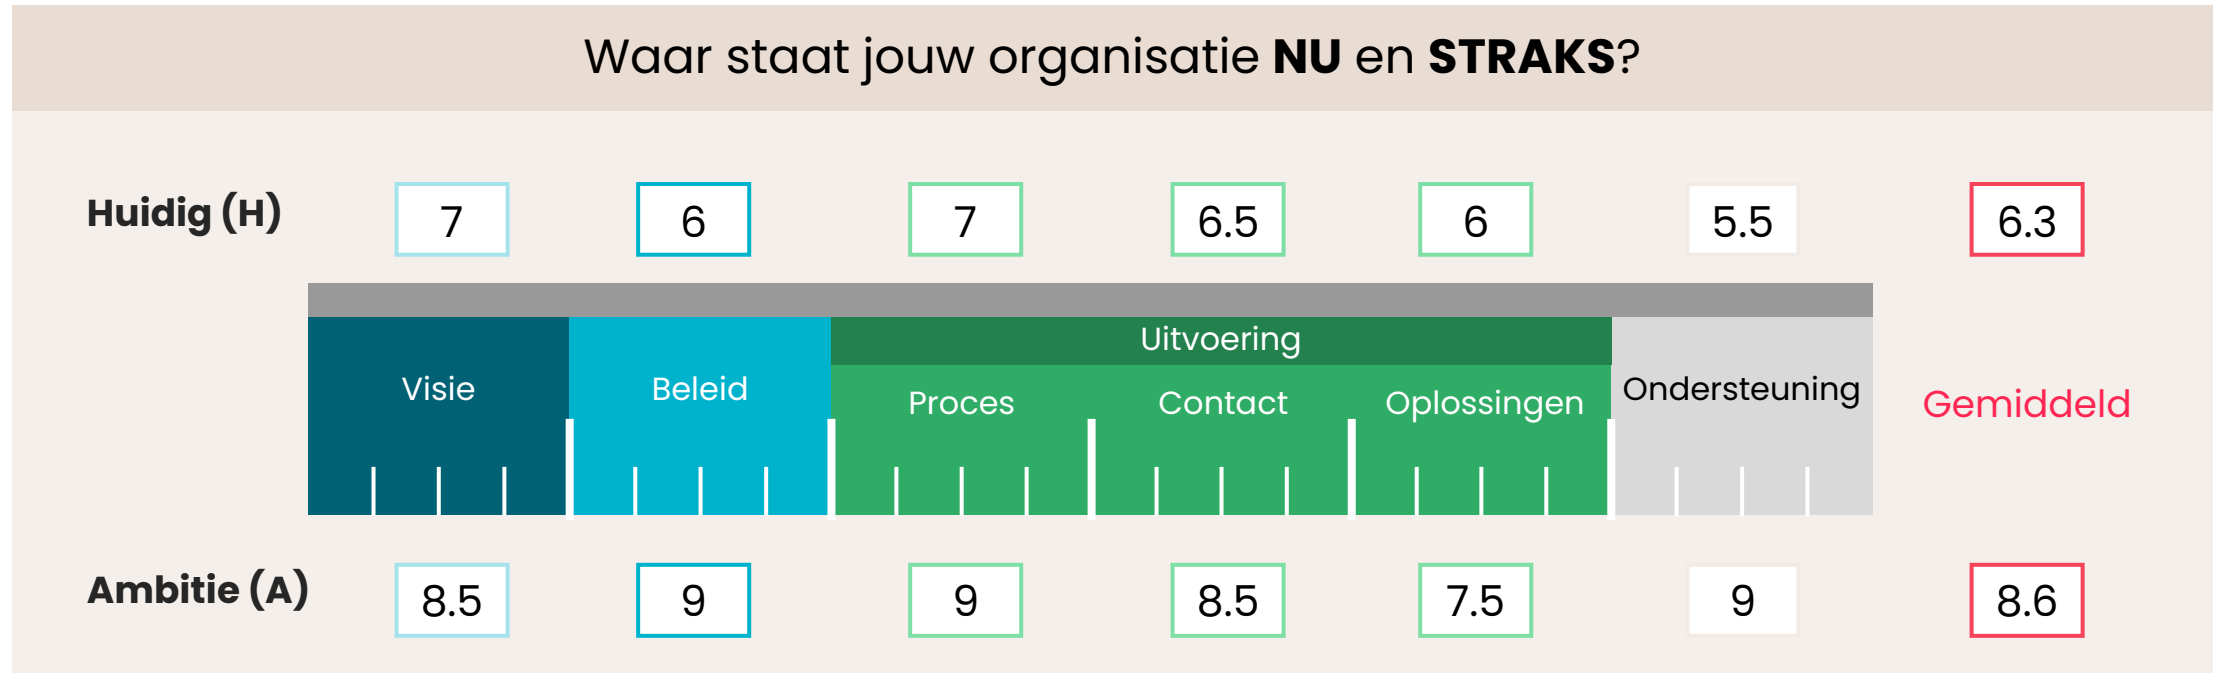 Waar staat jouw organisatie NU en STRAKS?
Huidig (H) 7 6 7 6.5 6 5.5 6.3
Uitvoering
Visie Beleid Proces Contact Oplossingen Ondersteuning Gemiddeld
Ambitie (A) 8.5 9 9 8.5 7.5 9 8.6